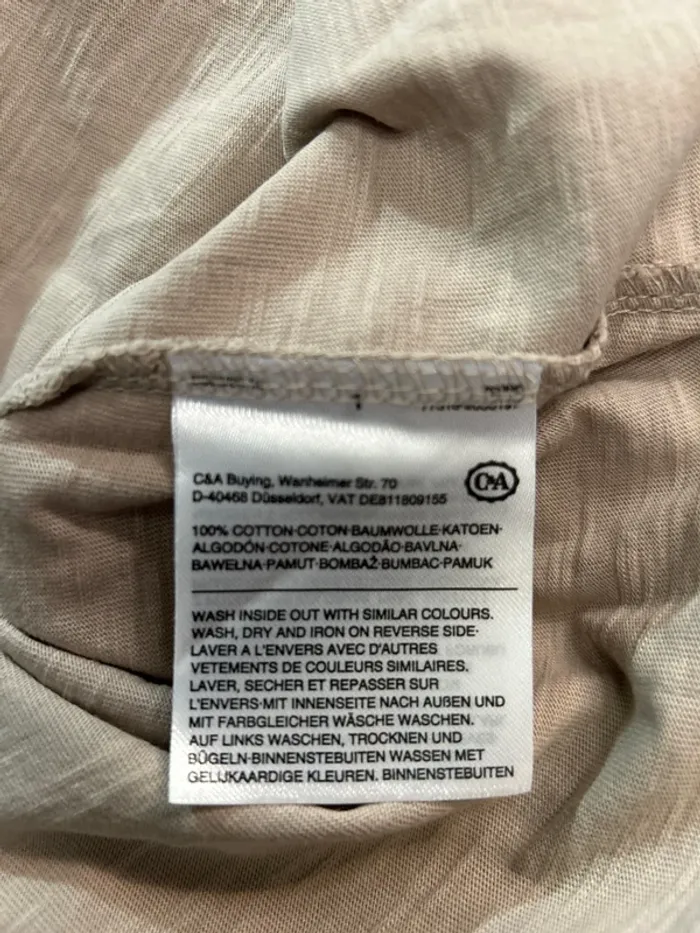 1
C&A Buying, Wanheimer Str. 70
D-40468 Düsseldorf, VAT DE811809155
C&A
100% COTTON·COTON·BAUMWOLLE·KATOEN·
ALGODÓN·COTONE·ALGODÃO·BAVLNA·
BAWEŁNA·PAMUT·BOMBAŽ·BUMBAC·PAMUK
WASH INSIDE OUT WITH SIMILAR COLOURS.
WASH, DRY AND IRON ON REVERSE SIDE·
LAVER A L'ENVERS AVEC D'AUTRES
VETEMENTS DE COULEURS SIMILAIRES.
LAVER, SECHER ET REPASSER SUR
L'ENVERS·MIT INNENSEITE NACH AUßEN UND
MIT FARBGLEICHER WÄSCHE WASCHEN.
AUF LINKS WASCHEN, TROCKNEN UND
BÜGELN·BINNENSTEBUITEN WASSEN MET
GELIJKAARDIGE KLEUREN. BINNENSTEBUITEN